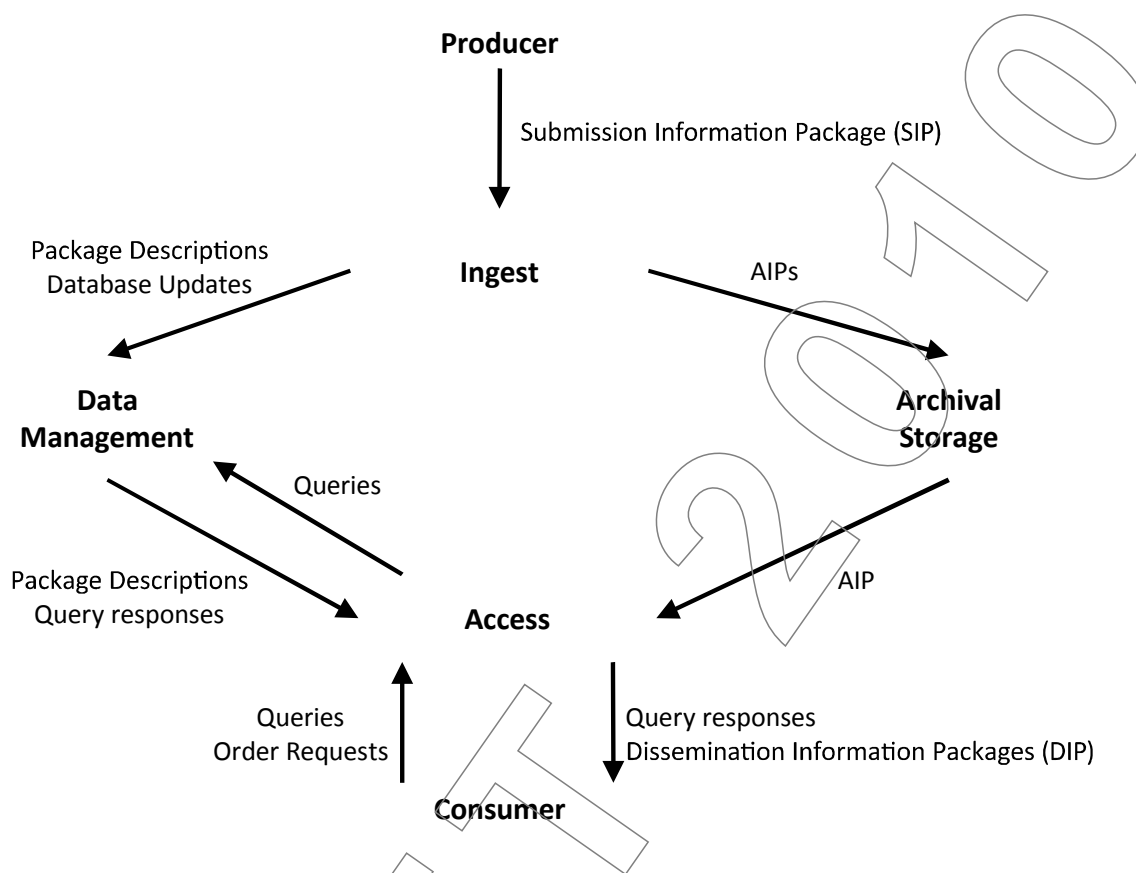 Producer
Submission Information Package (SIP)
Package Descriptions
Database Updates
Ingest
AIPs
Data
Management
Archival
Storage
Queries
Package Descriptions
Query responses
AIP
Access
Queries
Order Requests
Query responses
Dissemination Information Packages (DIP)
Consumer
T 2010